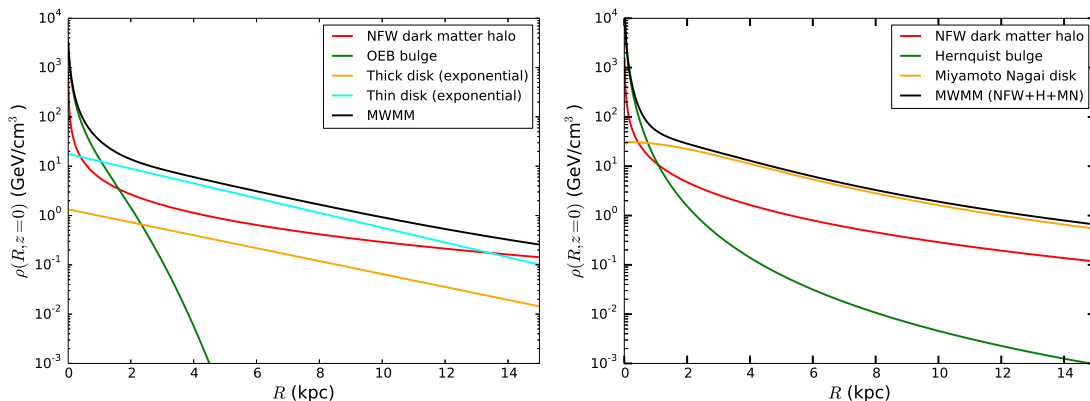 10^4
10^3
10^2
10^1
10^0
10^-1
10^-2
10^-3
ρ(R,z=0) (GeV/cm^3)
0 2 4 6 8 10 12 14
R (kpc)
NFW dark matter halo
OEB bulge
Thick disk (exponential)
Thin disk (exponential)
MWMM
10^4
10^3
10^2
10^1
10^0
10^-1
10^-2
10^-3
ρ(R,z=0) (GeV/cm^3)
0 2 4 6 8 10 12 14
R (kpc)
NFW dark matter halo
Hernquist bulge
Miyamoto Nagai disk
MWMM (NFW+H+MN)